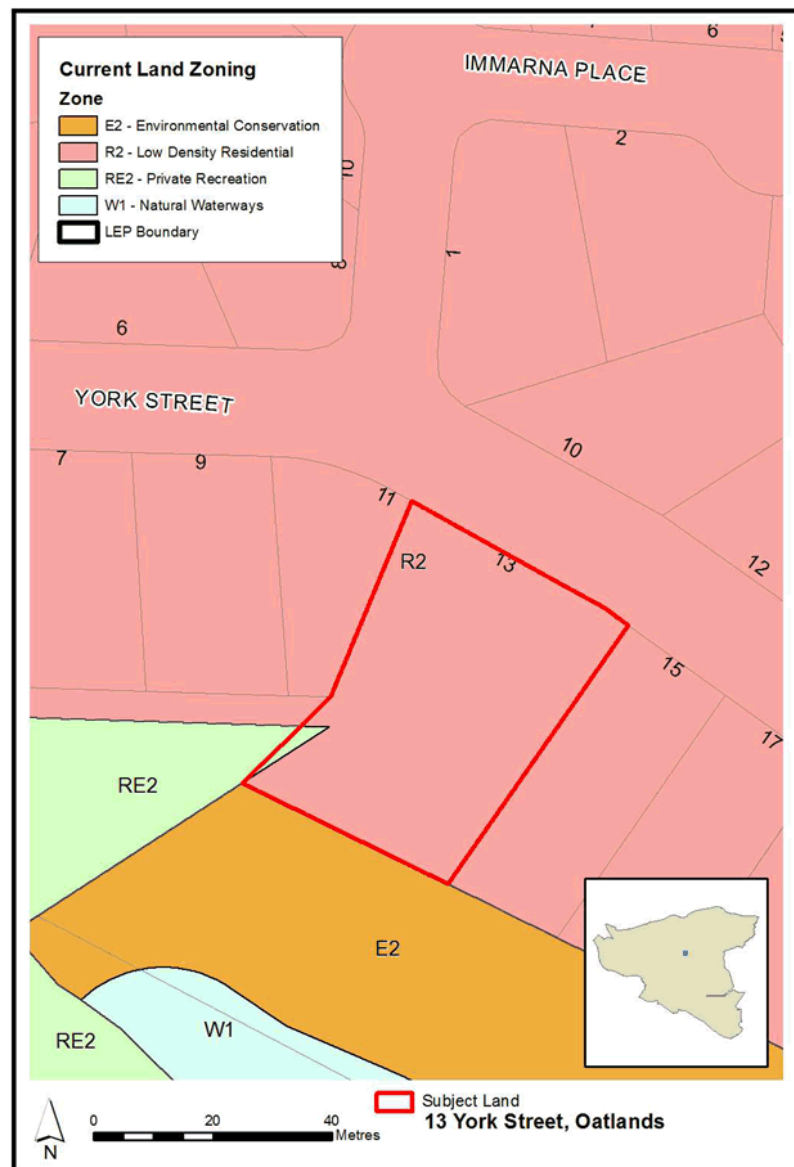 Current Land Zoning
Zone
E2 - Environmental Conservation
R2 - Low Density Residential
RE2 - Private Recreation
W1 - Natural Waterways
LEP Boundary
6
IMMARNA PLACE
2
10
1
8
6
YORK STREET
7
9
11
13
R2
10
12
15
17
RE2
E2
W1
RE2
0 20 40
Metres
Subject Land
13 York Street, Oatlands
N